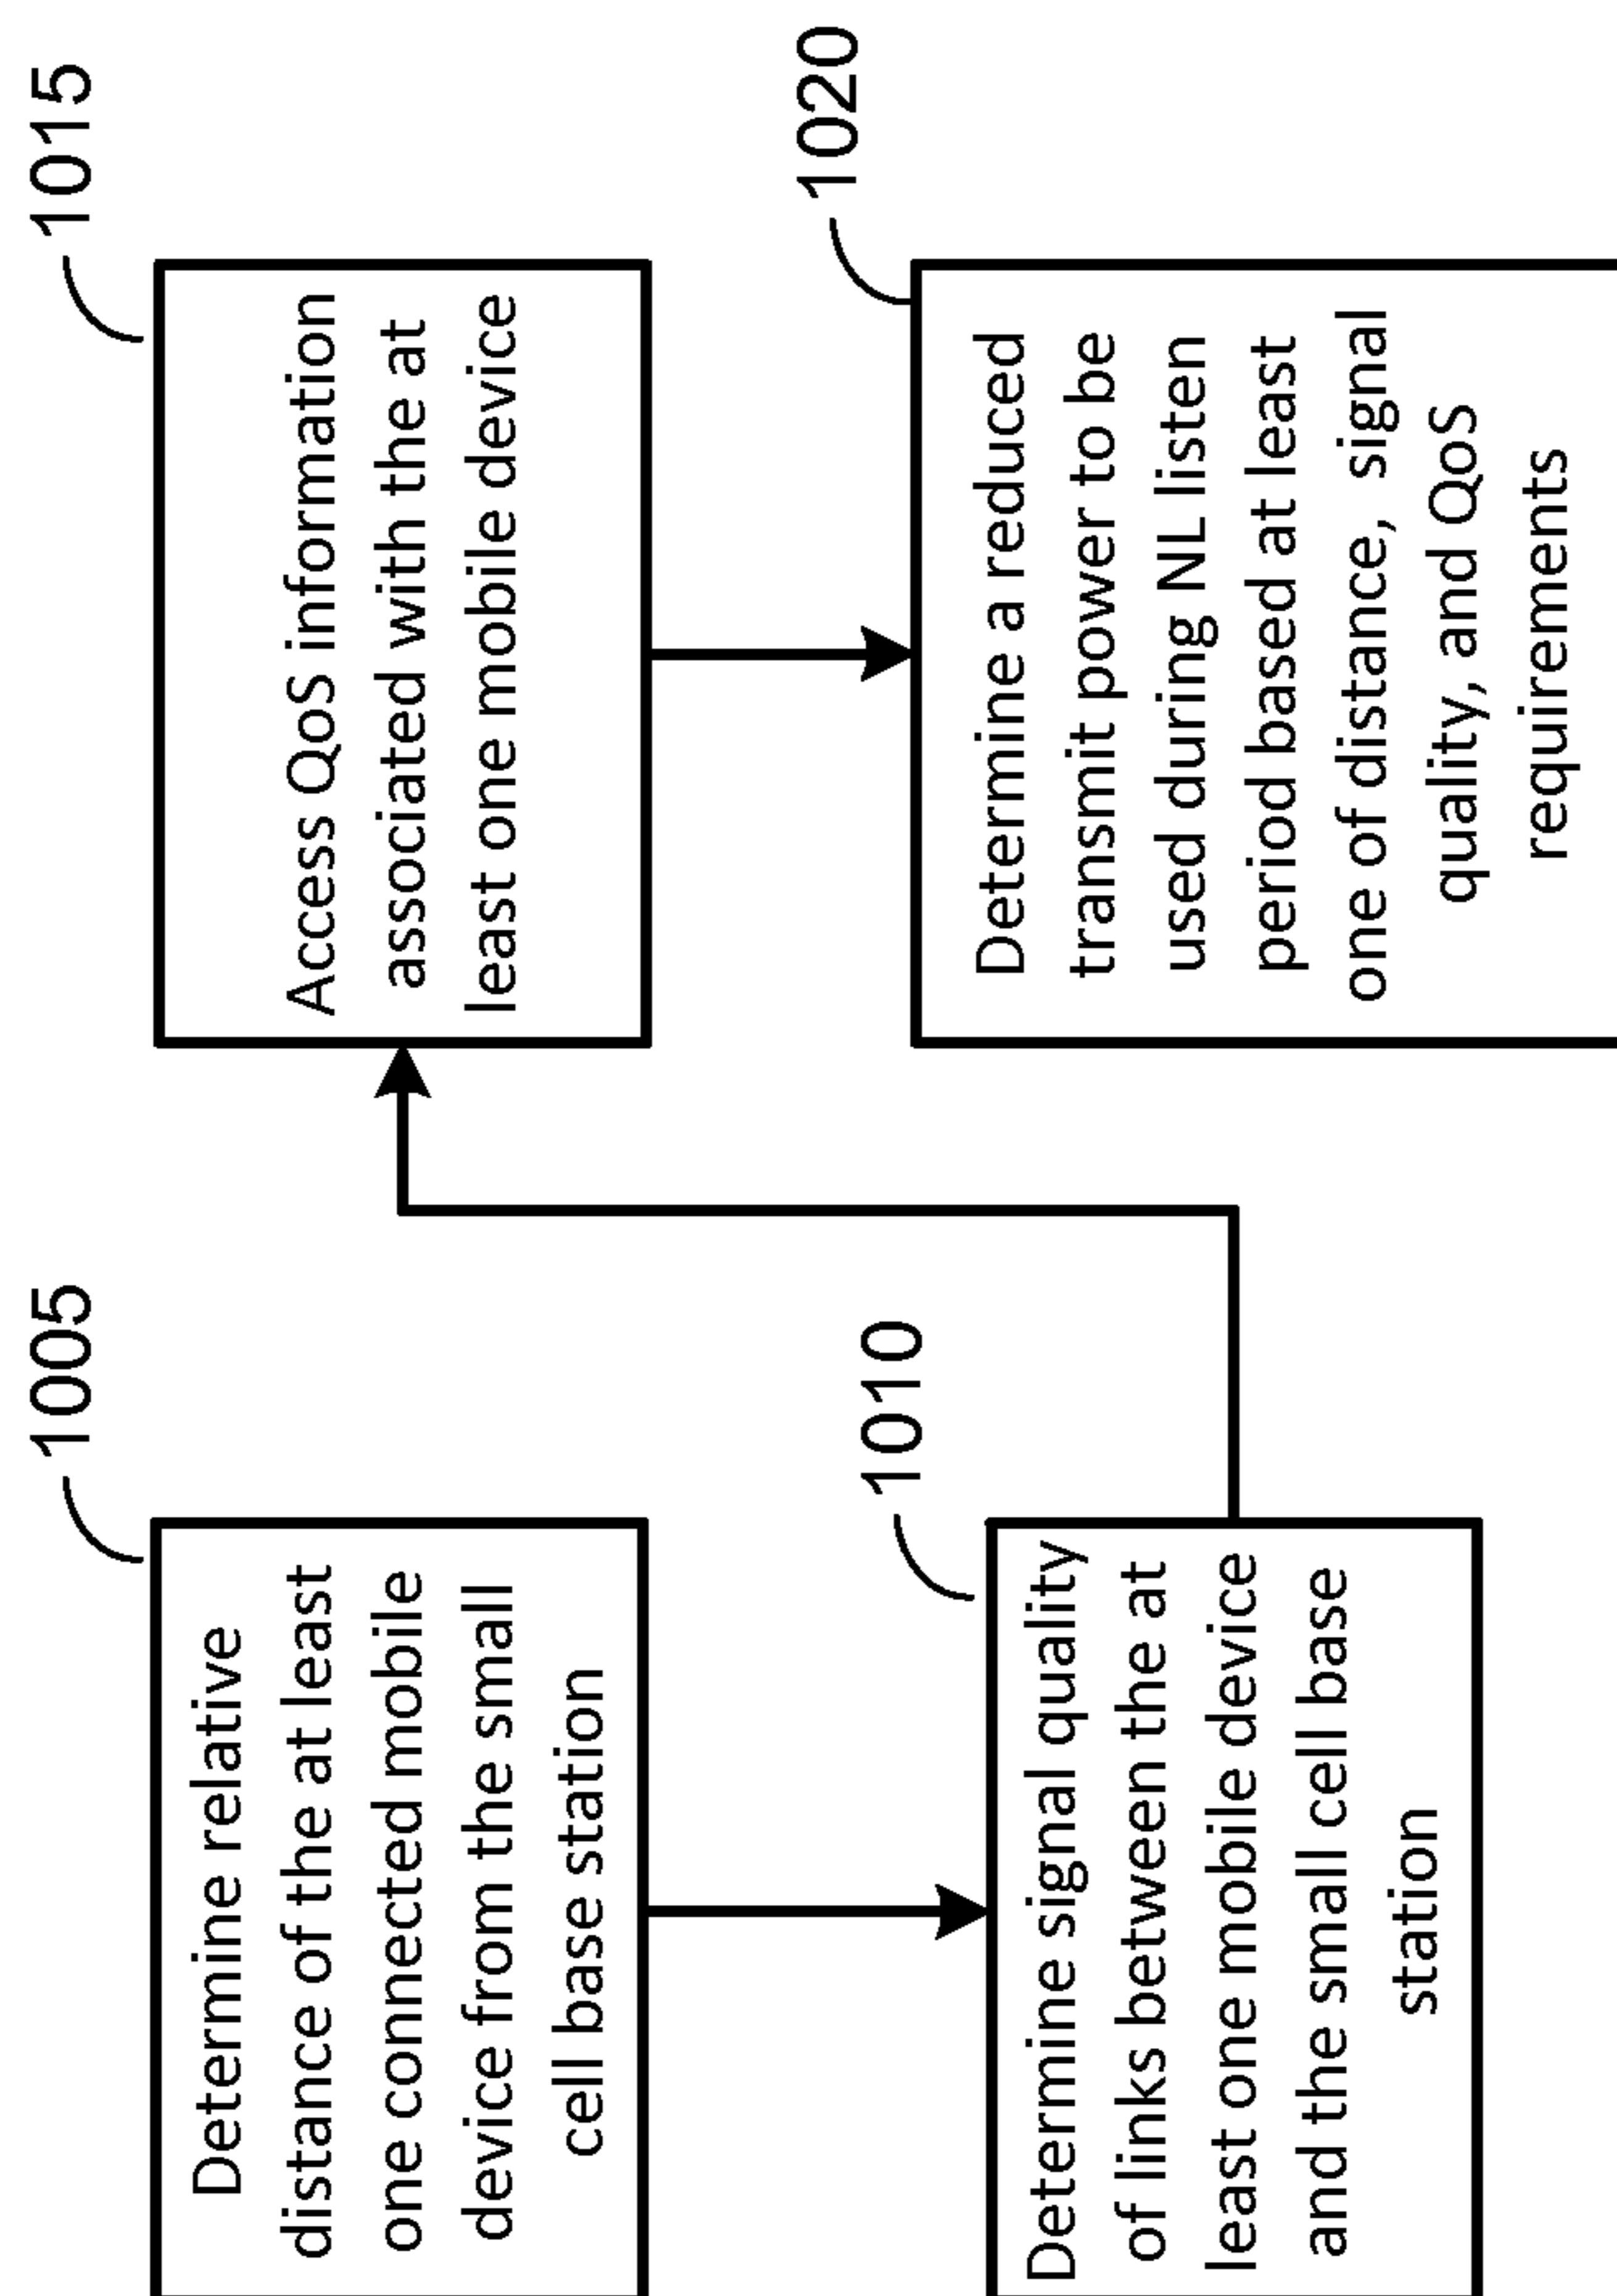 1005
Determine relative
distance of the at least
one connected mobile
device from the small
cell base station
1010
Determine signal quality
of links between the at
least one mobile device
and the small cell base
station
1015
Access QoS information
associated with the at
least one mobile device
1020
Determine a reduced
transmit power to be
used during NL listen
period based at least
one of distance, signal
quality, and QoS
requirements